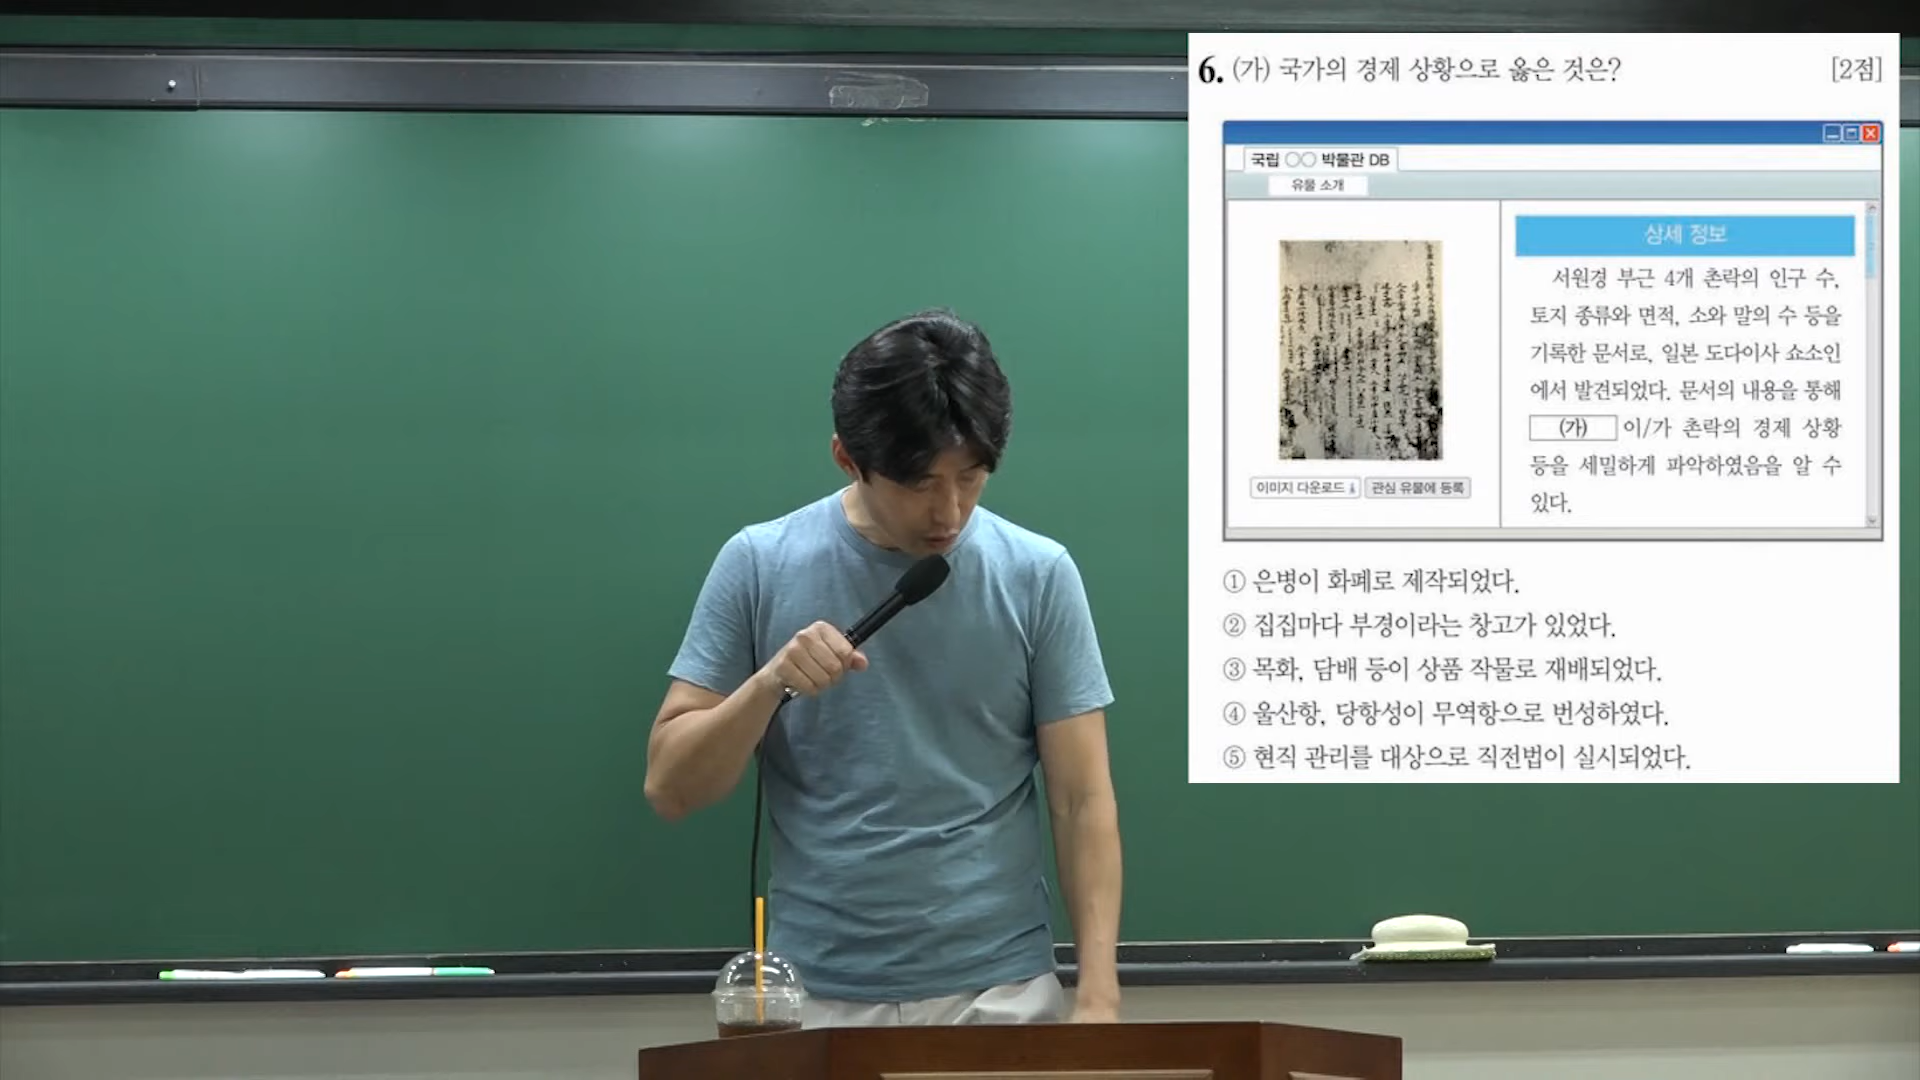 6. (가) 국가의 경제 상황으로 옳은 것은? [2점]
국립 ○○ 박물관 DB
유물 소개
상세 정보
서원경 부근 4개 촌락의 인구 수,
토지 종류와 면적, 소와 말의 수 등을
기록한 문서로, 일본 도다이사 쇼소인
에서 발견되었다. 문서의 내용을 통해
(가) 이/가 촌락의 경제 상황
등을 세밀하게 파악하였음을 알 수
있다.
이미지 다운로드 관심 유물에 등록
① 은병이 화폐로 제작되었다.
② 집집마다 부경이라는 창고가 있었다.
③ 목화, 담배 등이 상품 작물로 재배되었다.
④ 울산항, 당항성이 무역항으로 번성하였다.
⑤ 현직 관리를 대상으로 직전법이 실시되었다.